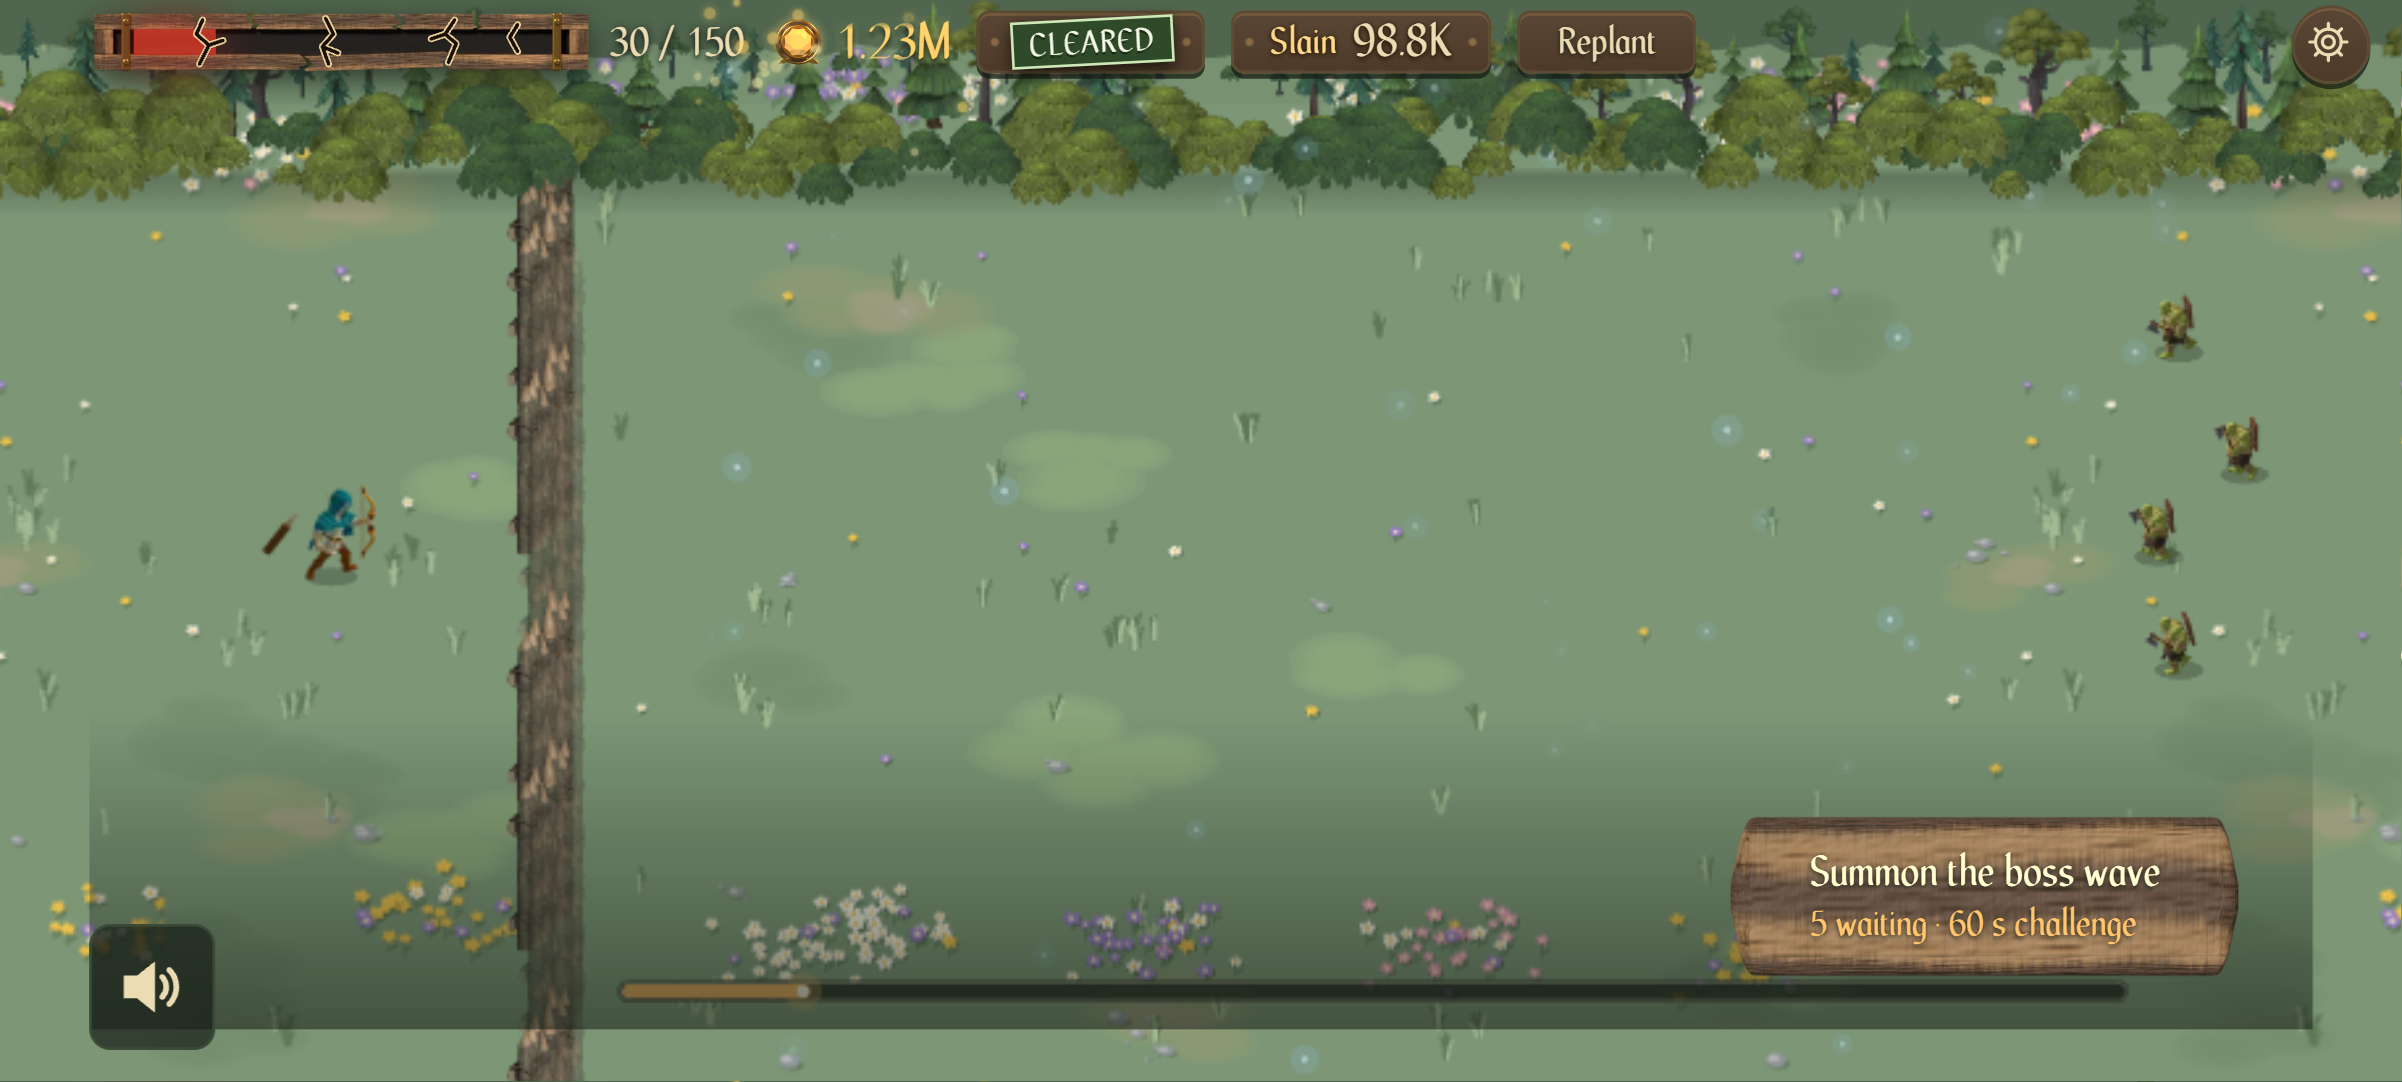 30 / 150
1.23M
CLEARED
Slain 98.8K
Replant
Summon the boss wave
5 waiting · 60 s challenge